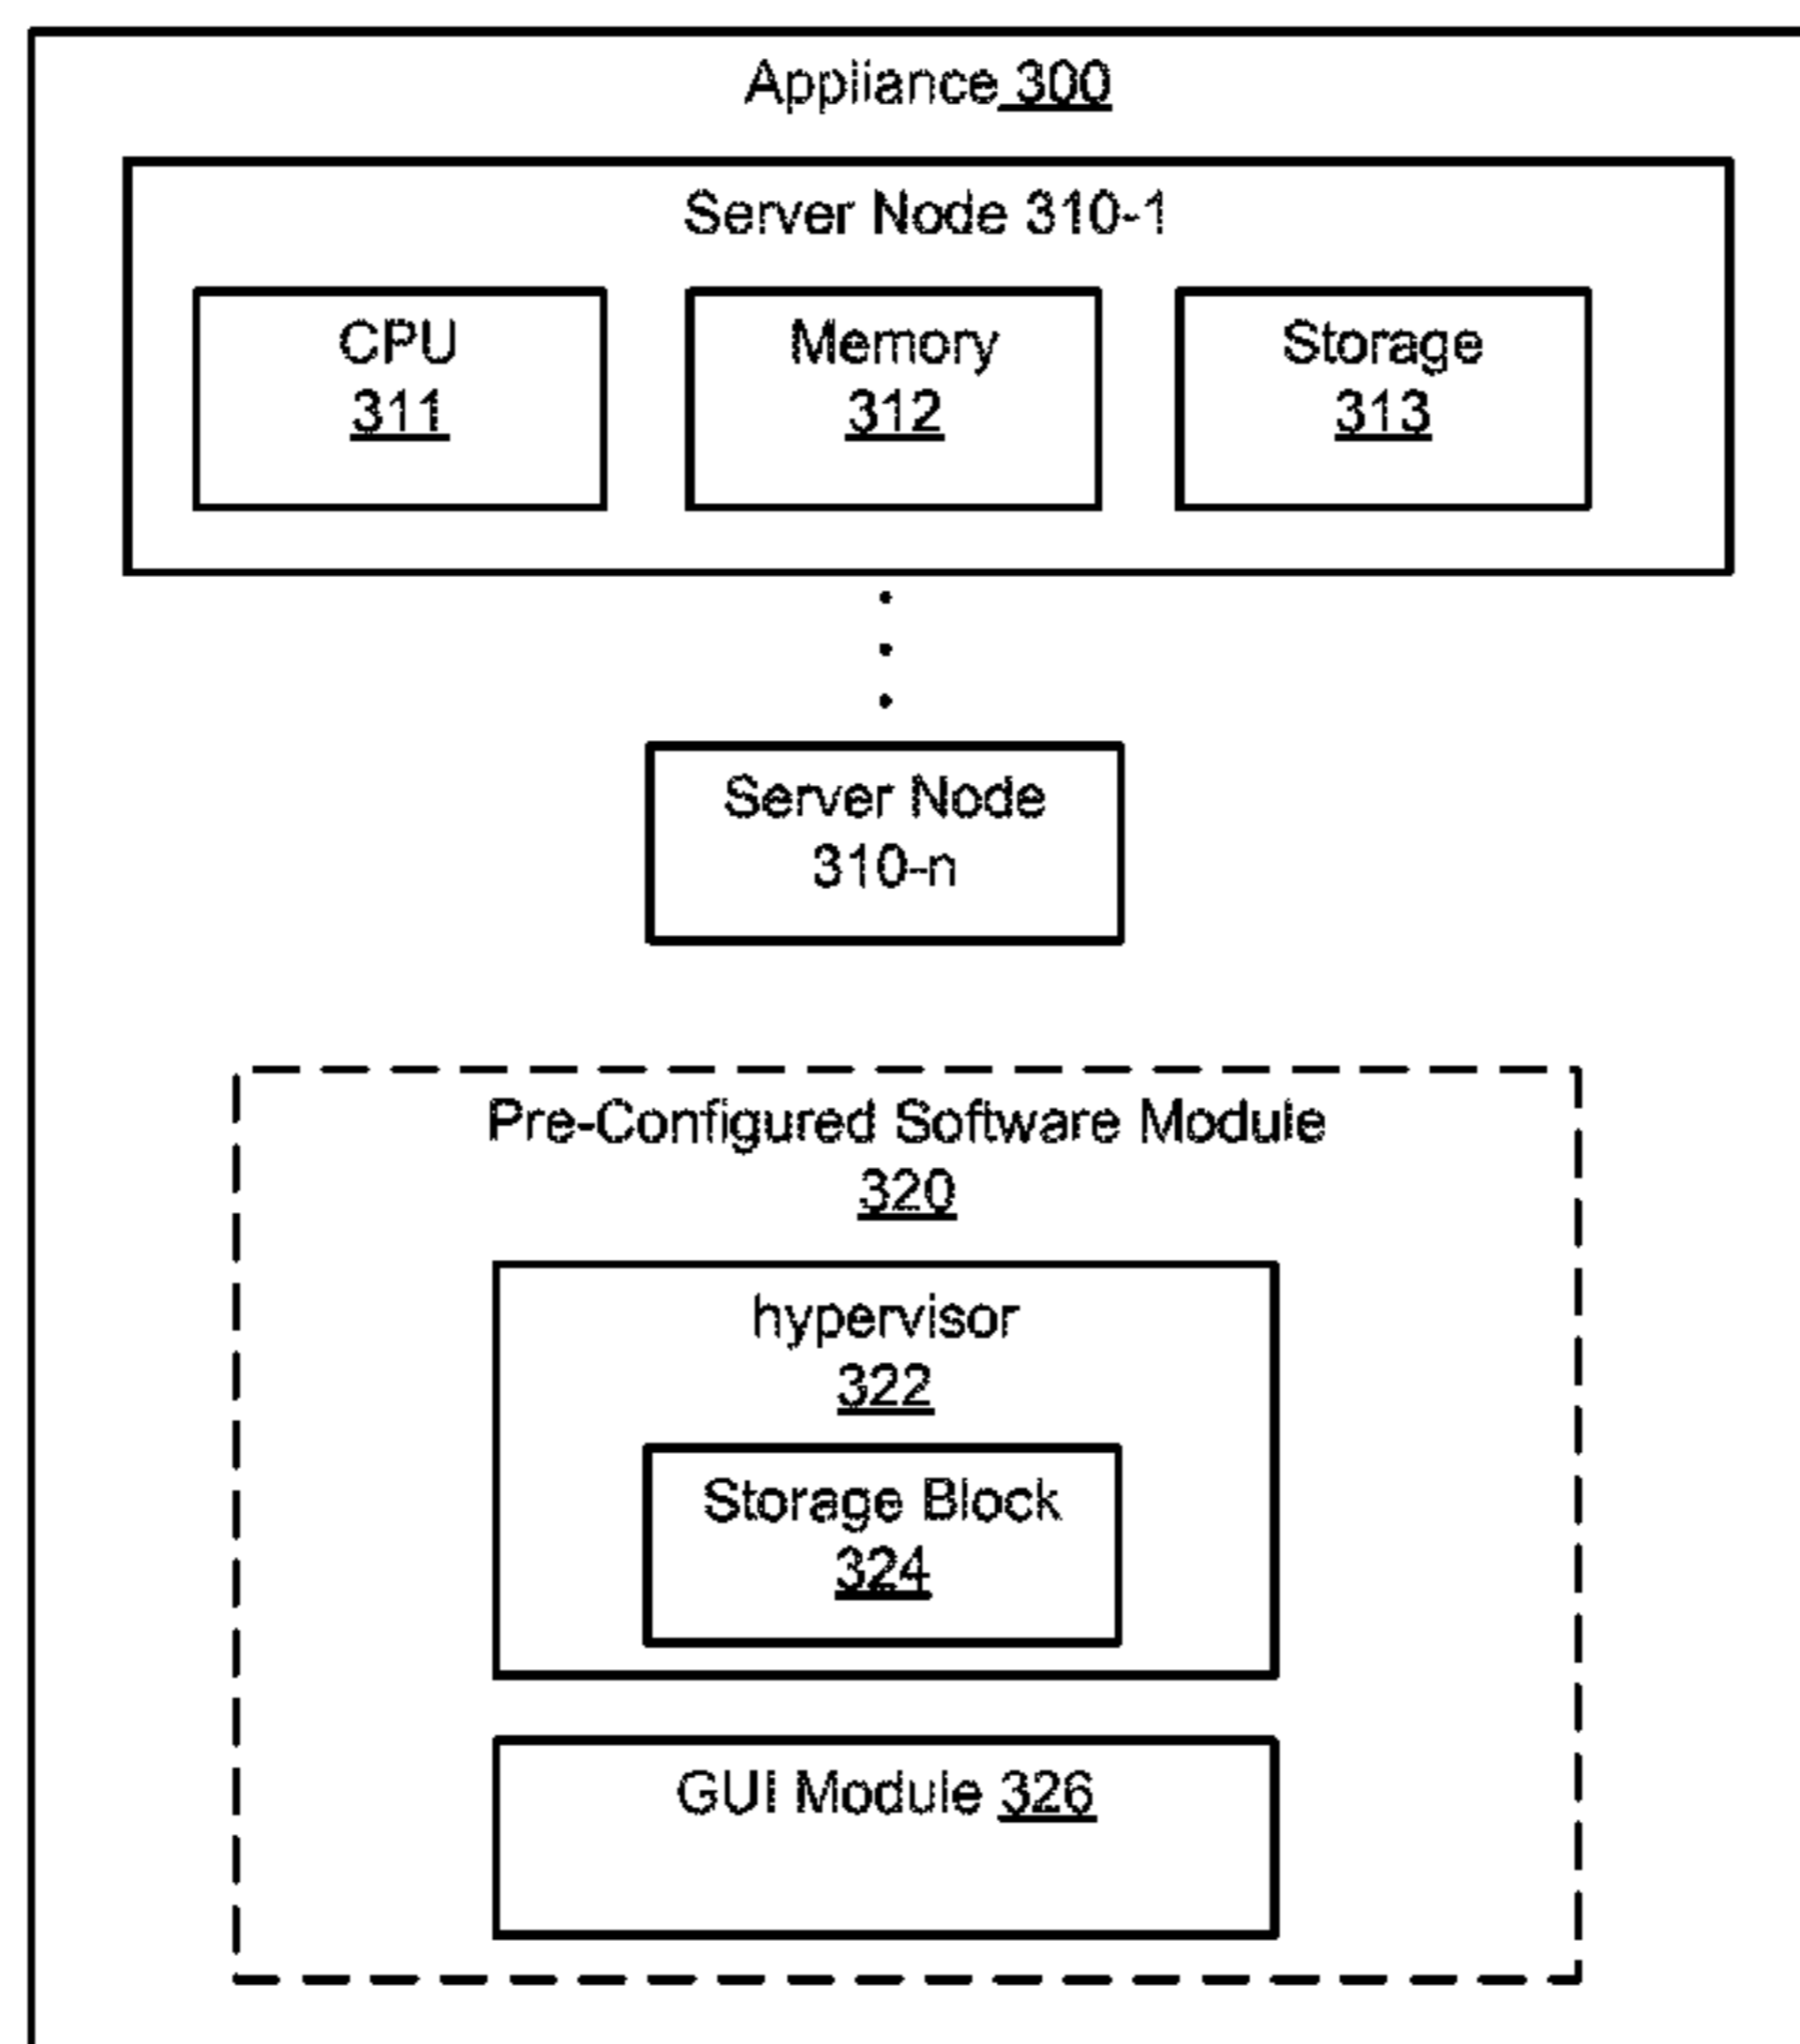 Appliance 300
Server Node 310-1
CPU
311
Memory
312
Storage
313
Server Node
310-n
Pre-Configured Software Module
320
hypervisor
322
Storage Block
324
GUI Module 326